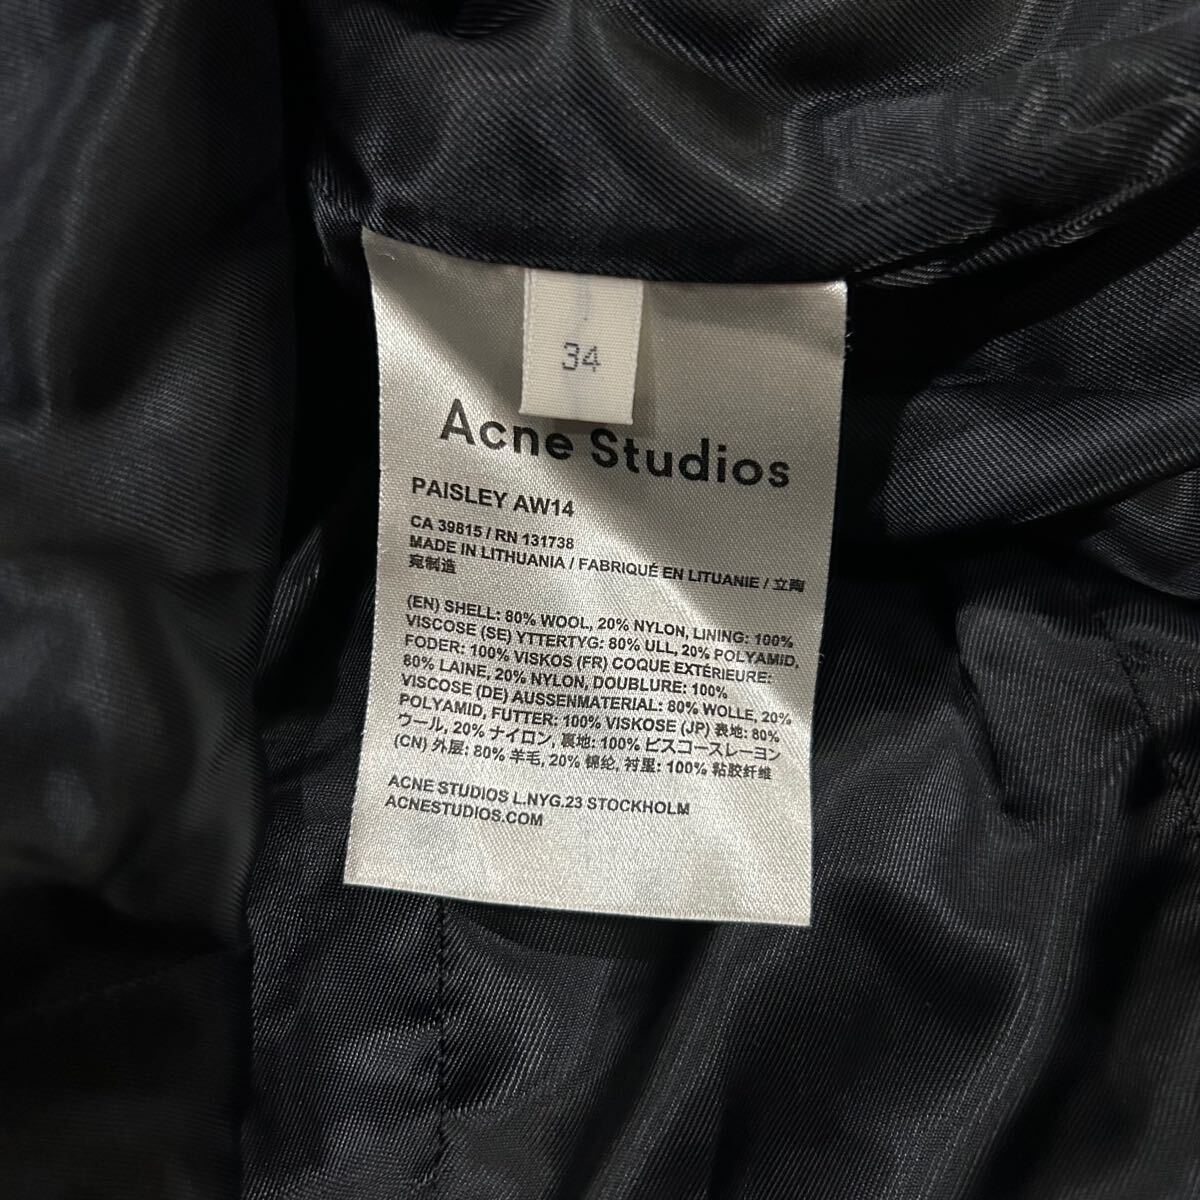 34
Acne Studios
PAISLEY AW14
CA 39815 / RN 131738
MADE IN LITHUANIA / FABRIQUÉ EN LITUANIE / 立陶
宛制造
(EN) SHELL: 80% WOOL, 20% NYLON, LINING: 100%
VISCOSE (SE) YTTERTYG: 80% ULL, 20% POLYAMID,
FODER: 100% VISKOS (FR) COQUE EXTÉRIEURE:
80% LAINE, 20% NYLON, DOUBLURE: 100%
VISCOSE (DE) AUSSENMATERIAL: 80% WOLLE, 20%
POLYAMID, FUTTER: 100% VISKOSE (JP) 表地: 80%
ウール, 20% ナイロン, 裏地: 100% ビスコースレーヨン
(CN) 外层: 80% 羊毛, 20% 锦纶, 衬里: 100% 粘胶纤维
ACNE STUDIOS L.NYG.23 STOCKHOLM
ACNESTUDIOS.COM